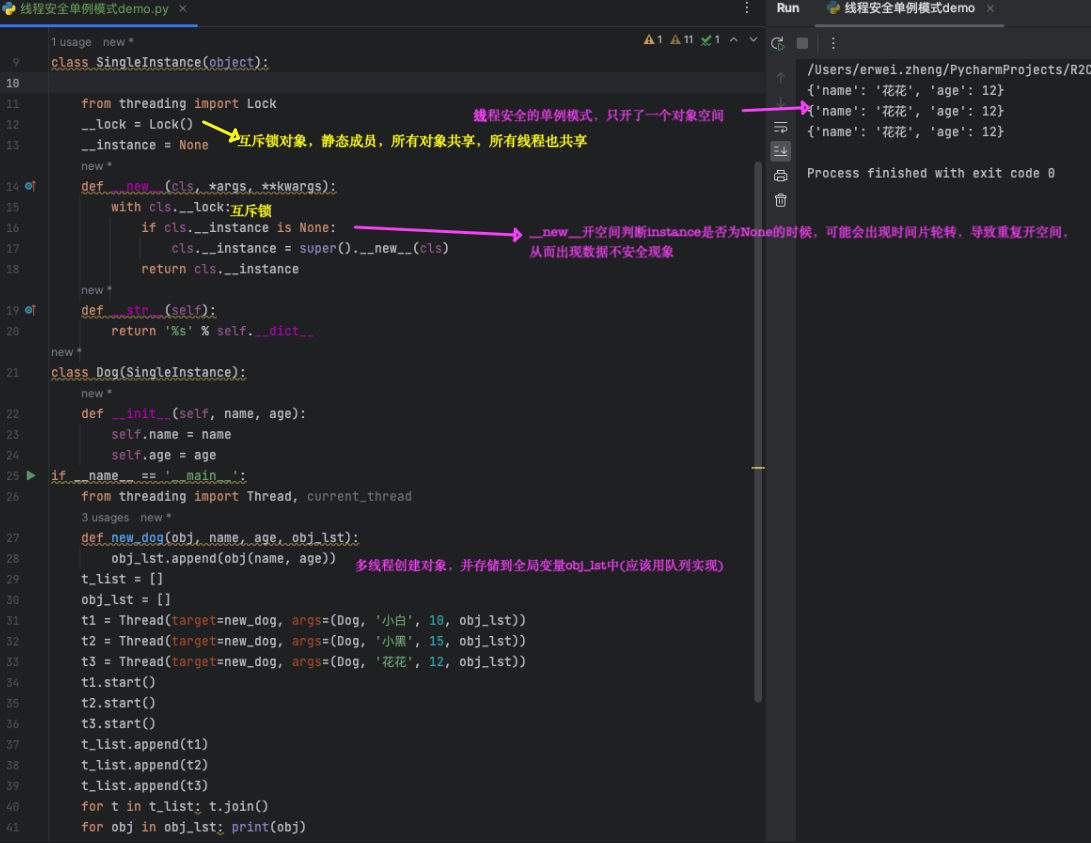 线程安全单例模式demo.py
Run 线程安全单例模式demo
1 usage new *
1 11 1
9 class SingleInstance(object):
10
11 from threading import Lock
12 __lock = Lock()
互斥锁对象，静态成员，所有对象共享，所有线程也共享
13 __instance = None
new *
14 def __new__(cls, *args, **kwargs):
15 with cls.__lock:
互斥锁
16 if cls.__instance is None:
__new__开空间判断instance是否为None的时候，可能会出现时间片轮转，导致重复开空间，
从而出现数据不安全现象
17 cls.__instance = super().__new__(cls)
18 return cls.__instance
new *
19 def __str__(self):
20 return '%s' % self.__dict__
new *
21 class Dog(SingleInstance):
new *
22 def __init__(self, name, age):
23 self.name = name
24 self.age = age
25 if __name__ == '__main__':
26 from threading import Thread, current_thread
3 usages new *
27 def new_dog(obj, name, age, obj_lst):
28 obj_lst.append(obj(name, age))
多线程创建对象，并存储到全局变量obj_lst中(应该用队列实现)
29 t_list = []
30 obj_lst = []
31 t1 = Thread(target=new_dog, args=(Dog, '小白', 10, obj_lst))
32 t2 = Thread(target=new_dog, args=(Dog, '小黑', 15, obj_lst))
33 t3 = Thread(target=new_dog, args=(Dog, '花花', 12, obj_lst))
34 t1.start()
35 t2.start()
36 t3.start()
37 t_list.append(t1)
38 t_list.append(t2)
39 t_list.append(t3)
40 for t in t_list: t.join()
41 for obj in obj_lst: print(obj)
线程安全的单例模式，只开了一个对象空间
/Users/erwei.zheng/PycharmProjects/R2C
{'name': '花花', 'age': 12}
{'name': '花花', 'age': 12}
{'name': '花花', 'age': 12}
Process finished with exit code 0